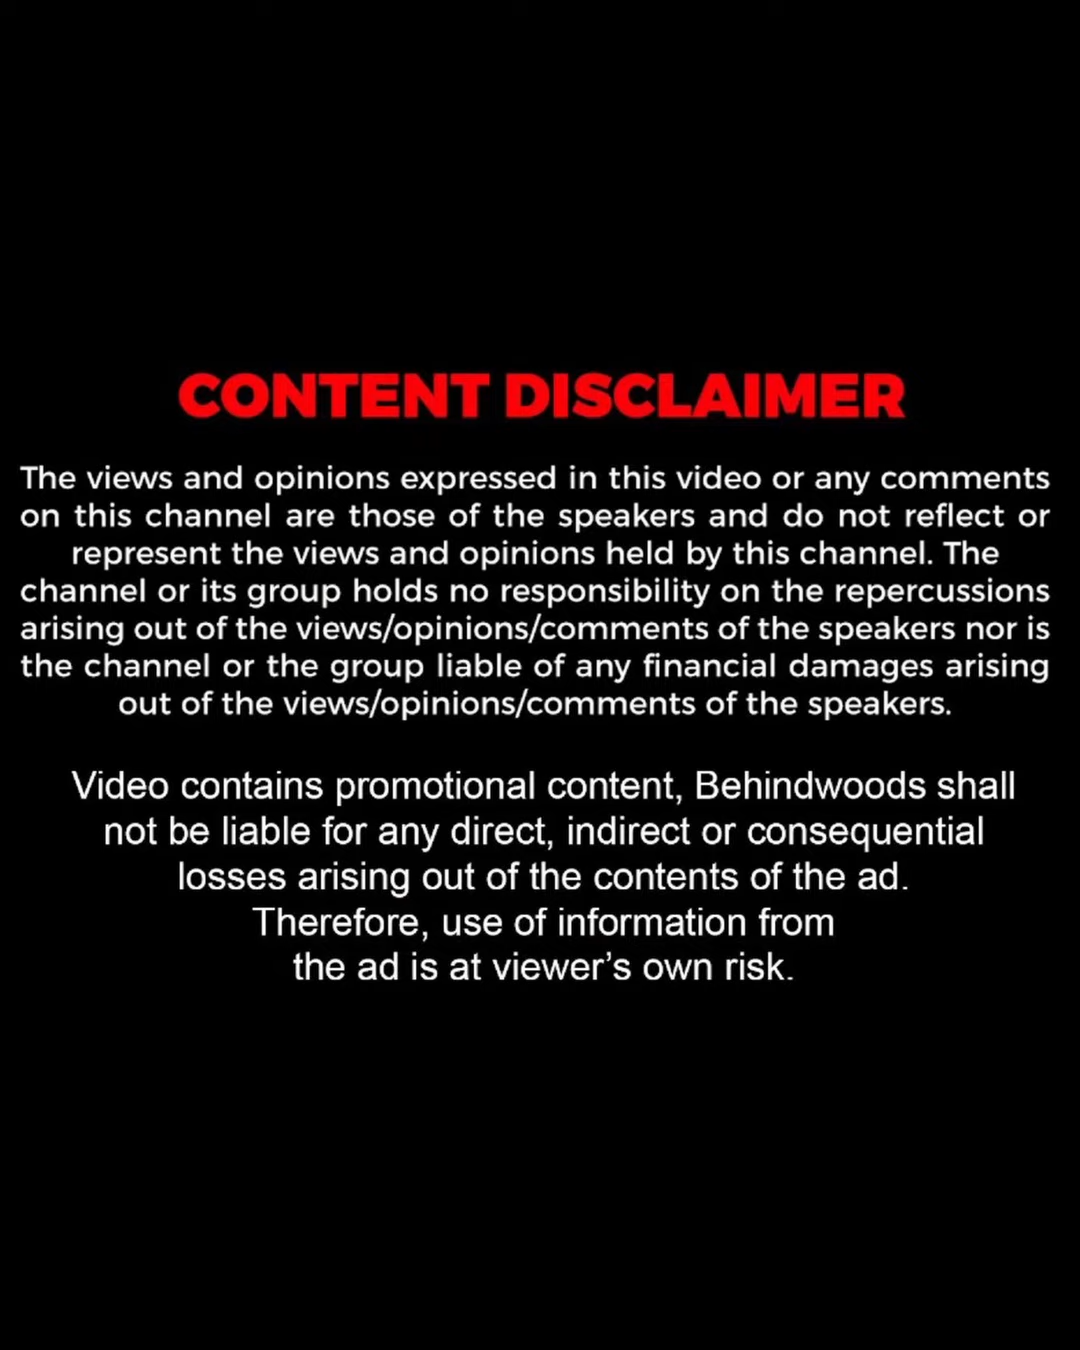 CONTENT DISCLAIMER
The views and opinions expressed in this video or any comments
on this channel are those of the speakers and do not reflect or
represent the views and opinions held by this channel. The
channel or its group holds no responsibility on the repercussions
arising out of the views/opinions/comments of the speakers nor is
the channel or the group liable of any financial damages arising
out of the views/opinions/comments of the speakers.
Video contains promotional content, Behindwoods shall
not be liable for any direct, indirect or consequential
losses arising out of the contents of the ad.
Therefore, use of information from
the ad is at viewer’s own risk.